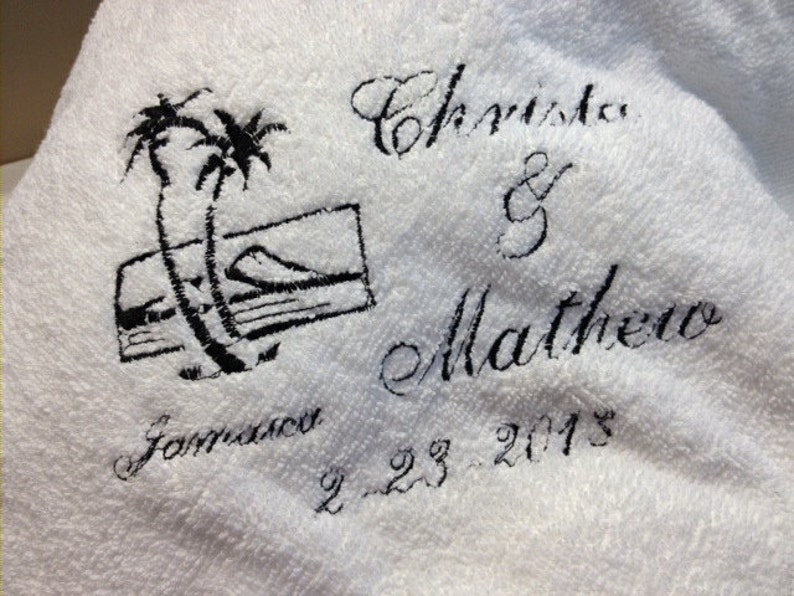 Christa
&
Mathew
Jamaica
2-23-2013